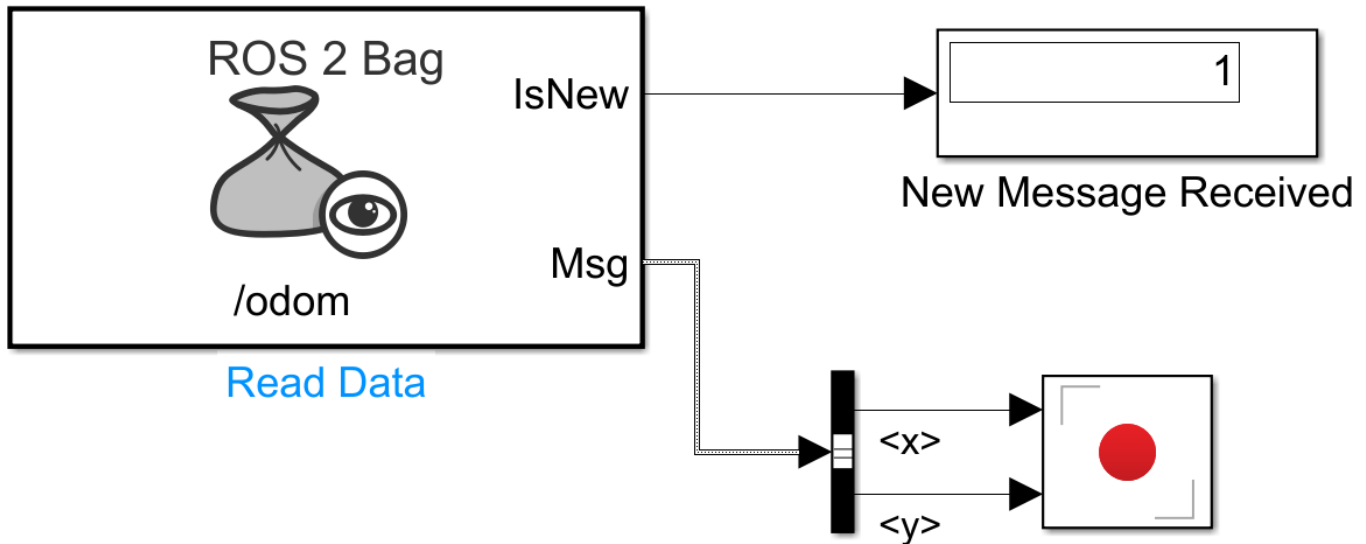 ROS 2 Bag
IsNew
1
New Message Received
Msg
/odom
Read Data
<x>
<y>